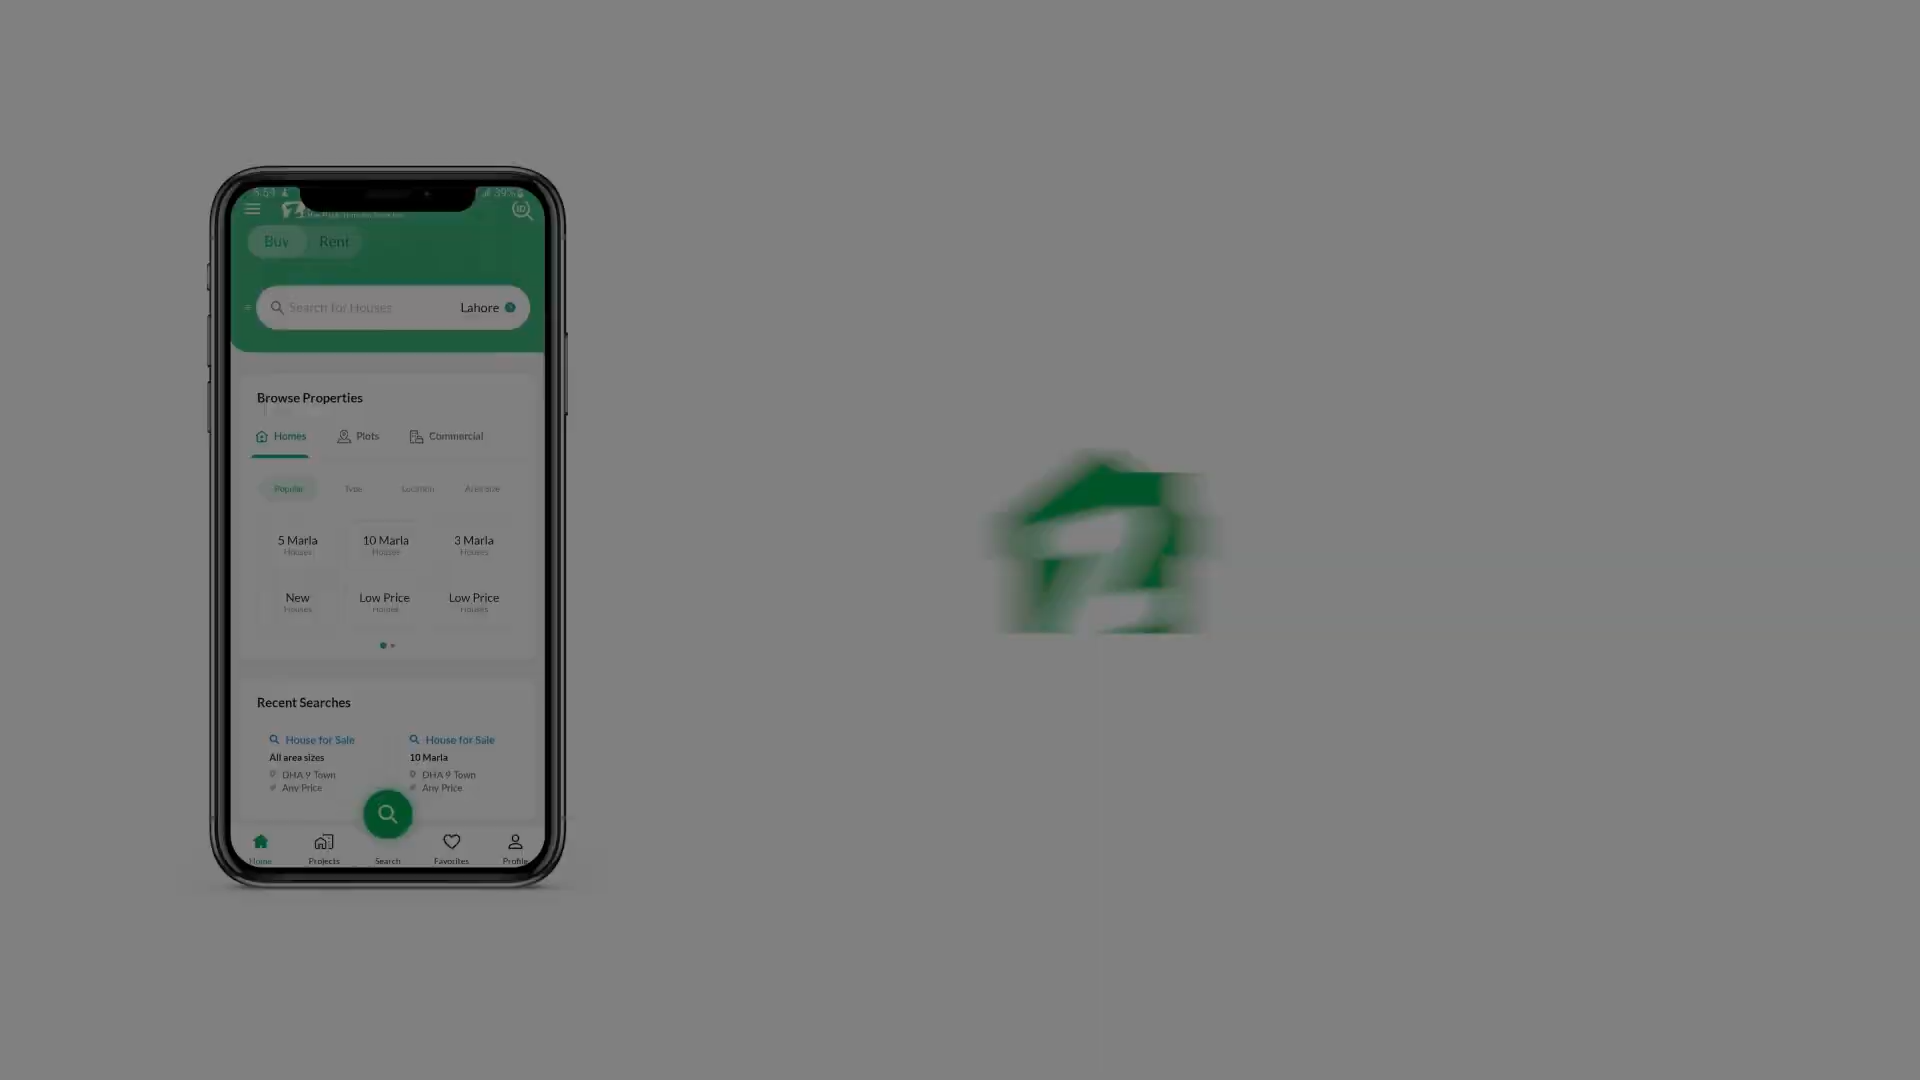 Buy Rent
Search for Houses Lahore
Browse Properties
Homes Plots Commercial
Popular Type Location Area Size
5 Marla 10 Marla 3 Marla
Houses Houses Houses
New Low Price Low Price
Houses Houses Houses
Recent Searches
House for Sale House for Sale
All area sizes 10 Marla
DHA 9 Town DHA 9 Town
Any Price Any Price
Home Projects Search Favorites Profile